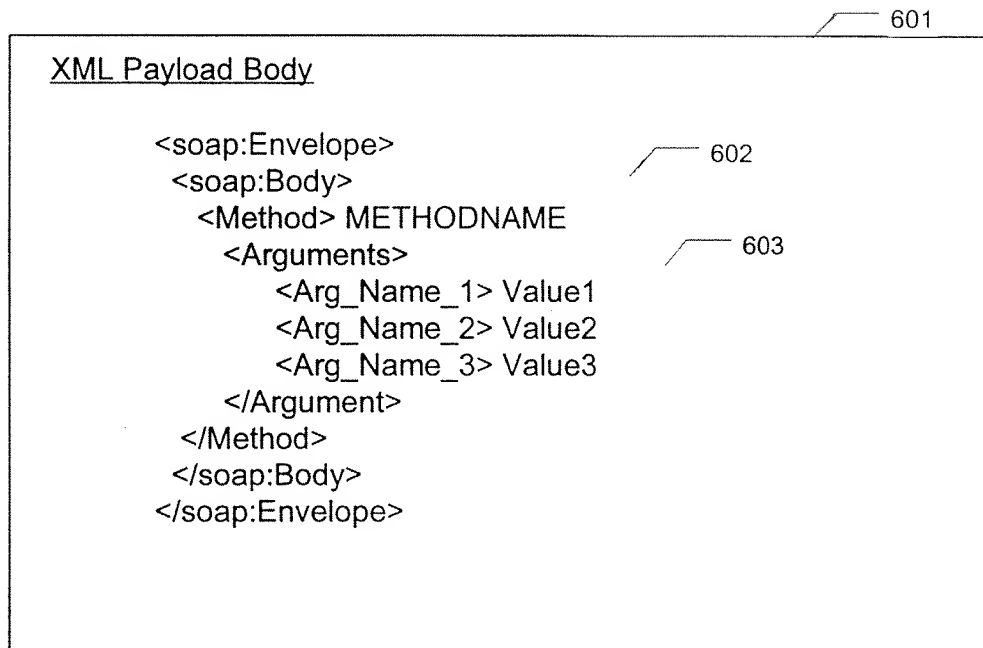 601
XML Payload Body
<soap:Envelope>
602
<soap:Body>
<Method> METHODNAME
603
<Arguments>
<Arg_Name_1> Value1
<Arg_Name_2> Value2
<Arg_Name_3> Value3
</Argument>
</Method>
</soap:Body>
</soap:Envelope>